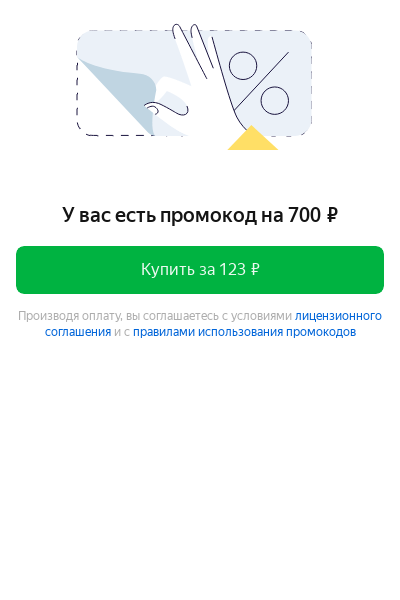 У вас есть промокод на 700 ₽
Купить за 123 ₽
Производя оплату, вы соглашаетесь с условиями лицензионного
соглашения и с правилами использования промокодов